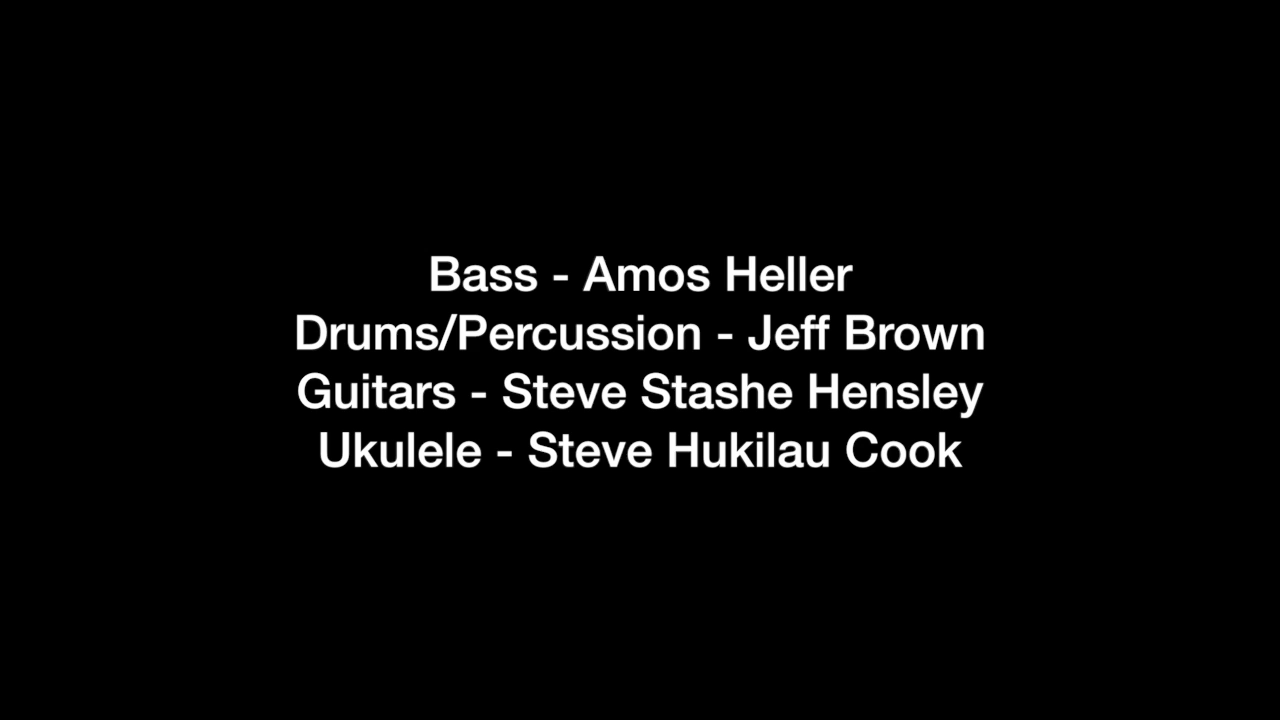 Bass - Amos Heller
Drums/Percussion - Jeff Brown
Guitars - Steve Stashe Hensley
Ukulele - Steve Hukilau Cook